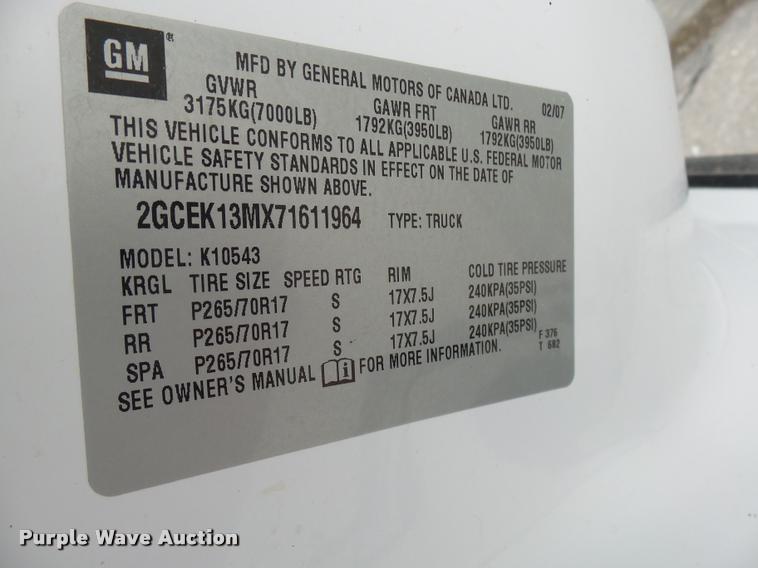 GM®
MFD BY GENERAL MOTORS OF CANADA LTD. 02/07
GVWR GAWR FRT GAWR RR
3175KG(7000LB) 1792KG(3950LB) 1792KG(3950LB)
THIS VEHICLE CONFORMS TO ALL APPLICABLE U.S. FEDERAL MOTOR
VEHICLE SAFETY STANDARDS IN EFFECT ON THE DATE OF
MANUFACTURE SHOWN ABOVE.
2GCEK13MX71611964 TYPE: TRUCK
MODEL: K10543
KRGL TIRE SIZE SPEED RTG RIM COLD TIRE PRESSURE
FRT P265/70R17 S 17X7.5J 240KPA(35PSI)
RR P265/70R17 S 17X7.5J 240KPA(35PSI)
SPA P265/70R17 S 17X7.5J 240KPA(35PSI)
SEE OWNER'S MANUAL i FOR MORE INFORMATION.
F 376
T 682
Purple Wave Auction